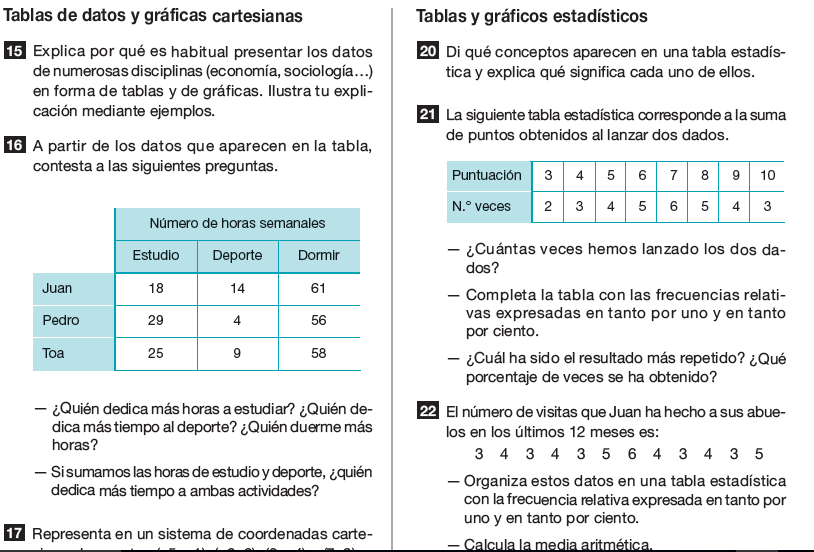 Tablas de datos y gráficas cartesianas
15 Explica por qué es habitual presentar los datos
de numerosas disciplinas (economía, sociología…)
en forma de tablas y de gráficas. Ilustra tu expli-
cación mediante ejemplos.
16 A partir de los datos que aparecen en la tabla,
contesta a las siguientes preguntas.
Número de horas semanales
Estudio Deporte Dormir
Juan 18 14 61
Pedro 29 4 56
Toa 25 9 58
— ¿Quién dedica más horas a estudiar? ¿Quién de-
dica más tiempo al deporte? ¿Quién duerme más
horas?
— Si sumamos las horas de estudio y deporte, ¿quién
dedica más tiempo a ambas actividades?
17 Representa en un sistema de coordenadas carte-
Tablas y gráficos estadísticos
20 Di qué conceptos aparecen en una tabla estadís-
tica y explica qué significa cada uno de ellos.
21 La siguiente tabla estadística corresponde a la suma
de puntos obtenidos al lanzar dos dados.
Puntuación 3 4 5 6 7 8 9 10
N.° veces 2 3 4 5 6 5 4 3
— ¿Cuántas veces hemos lanzado los dos da-
dos?
— Completa la tabla con las frecuencias relati-
vas expresadas en tanto por uno y en tanto
por ciento.
— ¿Cuál ha sido el resultado más repetido? ¿Qué
porcentaje de veces se ha obtenido?
22 El número de visitas que Juan ha hecho a sus abue-
los en los últimos 12 meses es:
3 4 3 4 3 5 6 4 3 4 3 5
— Organiza estos datos en una tabla estadística
con la frecuencia relativa expresada en tanto por
uno y en tanto por ciento.
— Calcula la media aritmética.